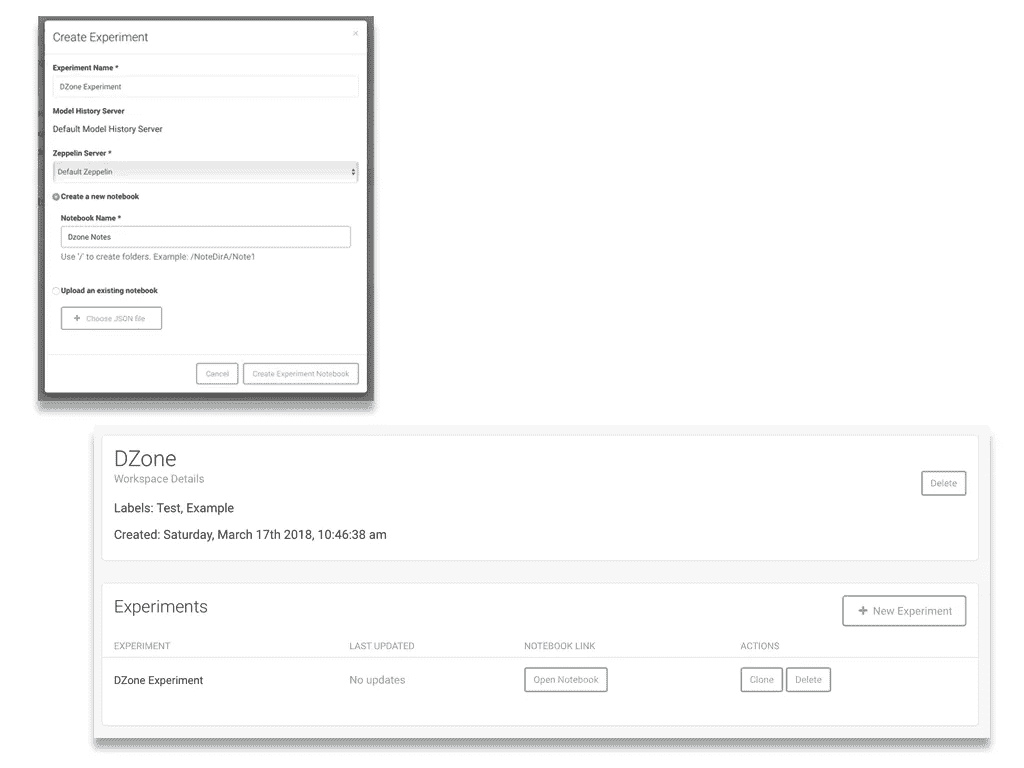 Create Experiment ×
Experiment Name *
DZone Experiment
Model History Server
Default Model History Server
Zeppelin Server *
Default Zeppelin
Create a new notebook
Notebook Name *
Dzone Notes
Use '/' to create folders. Example: /NoteDirA/Note1
Upload an existing notebook
+ Choose JSON file
Cancel Create Experiment Notebook
DZone
Workspace Details
Delete
Labels: Test, Example
Created: Saturday, March 17th 2018, 10:46:38 am
Experiments + New Experiment
EXPERIMENT LAST UPDATED NOTEBOOK LINK ACTIONS
DZone Experiment No updates Open Notebook Clone Delete